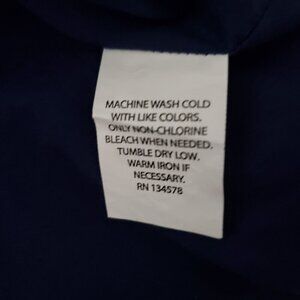 MACHINE WASH COLD
WITH LIKE COLORS.
ONLY NON-CHLORINE
BLEACH WHEN NEEDED.
TUMBLE DRY LOW.
WARM IRON IF
NECESSARY.
RN 134578